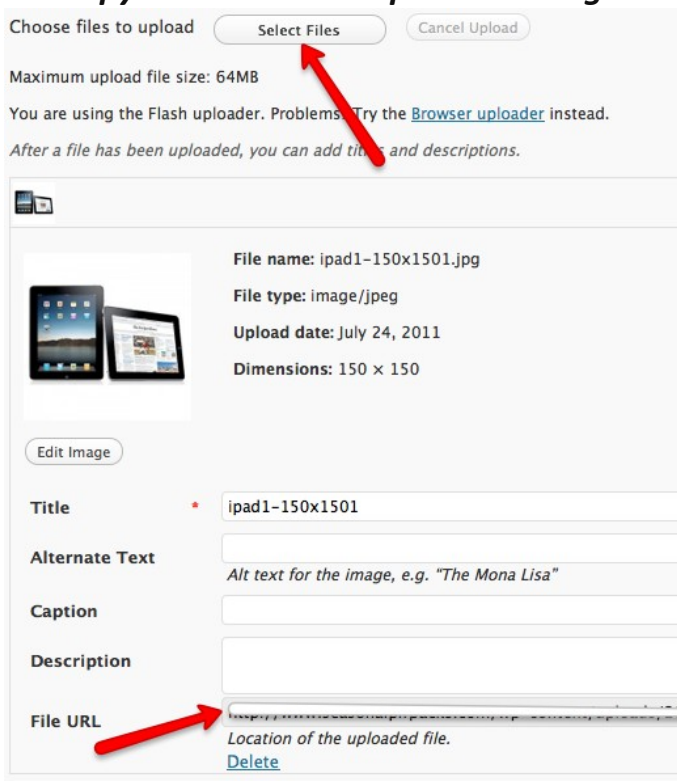 Choose files to upload Select Files Cancel Upload
Maximum upload file size: 64MB
You are using the Flash uploader. Problems? Try the Browser uploader instead.
After a file has been uploaded, you can add titles and descriptions.
File name: ipad1-150x1501.jpg
File type: image/jpeg
Upload date: July 24, 2011
Dimensions: 150 × 150
Edit Image
Title * ipad1-150x1501
Alternate Text
Alt text for the image, e.g. “The Mona Lisa”
Caption
Description
File URL
Location of the uploaded file.
Delete